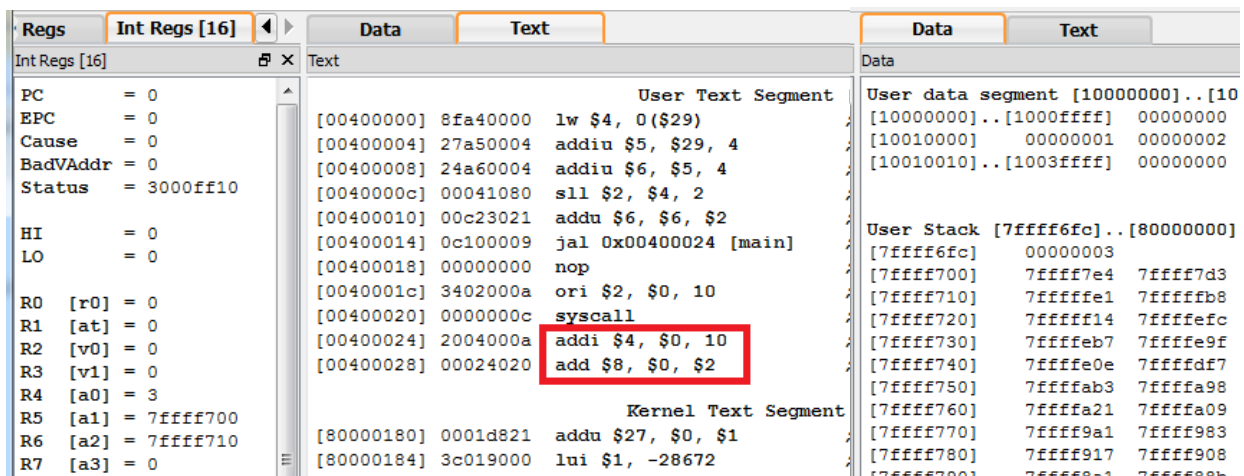 Regs Int Regs [16]
Int Regs [16]
PC = 0
EPC = 0
Cause = 0
BadVAddr = 0
Status = 3000ff10
HI = 0
LO = 0
R0 [r0] = 0
R1 [at] = 0
R2 [v0] = 0
R3 [v1] = 0
R4 [a0] = 3
R5 [a1] = 7ffff700
R6 [a2] = 7ffff710
R7 [a3] = 0
Data Text
Text
User Text Segment
[00400000] 8fa40000 lw $4, 0($29)
[00400004] 27a50004 addiu $5, $29, 4
[00400008] 24a60004 addiu $6, $5, 4
[0040000c] 00041080 sll $2, $4, 2
[00400010] 00c23021 addu $6, $6, $2
[00400014] 0c100009 jal 0x00400024 [main]
[00400018] 00000000 nop
[0040001c] 3402000a ori $2, $0, 10
[00400020] 0000000c syscall
[00400024] 2004000a addi $4, $0, 10
[00400028] 00024020 add $8, $0, $2
Kernel Text Segment
[80000180] 0001d821 addu $27, $0, $1
[80000184] 3c019000 lui $1, -28672
Data Text
Data
User data segment [10000000]..[10
[10000000]..[1000ffff] 00000000
[10010000] 00000001 00000002
[10010010]..[1003ffff] 00000000
User Stack [7ffff6fc]..[80000000]
[7ffff6fc] 00000003
[7ffff700] 7ffff7e4 7ffff7d3
[7ffff710] 7fffffe1 7fffffb8
[7ffff720] 7fffff14 7ffffefc
[7ffff730] 7ffffeb7 7ffffe9f
[7ffff740] 7ffffe0e 7ffffdf7
[7ffff750] 7ffffab3 7ffffa98
[7ffff760] 7ffffa21 7ffffa09
[7ffff770] 7ffff9a1 7ffff983
[7ffff780] 7ffff917 7ffff908